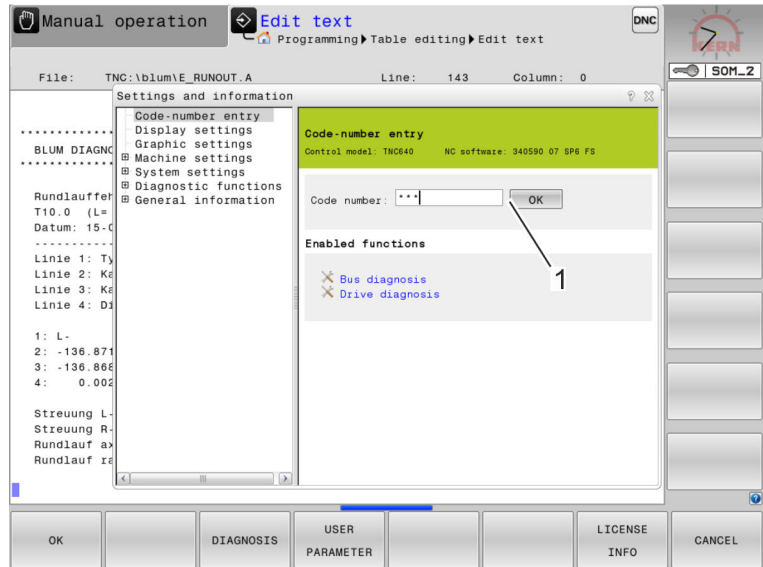 Manual operation
Edit text
Programming Table editing Edit text
DNC
KERN
File: TNC:\blum\E_RUNOUT.A Line: 143 Column: 0
SOM_2
Settings and information
BLUM DIAGN
Rundlauffeh
T10.0 (L=
Datum: 15-
Linie 1: Ty
Linie 2: Ka
Linie 3: Ka
Linie 4: Di
1: L-
2: -136.871
3: -136.868
4: 0.002
Streuung L-
Streuung R-
Rundlauf ax
Rundlauf ra
Code-number entry
Display settings
Graphic settings
Machine settings
System settings
Diagnostic functions
General information
Code-number entry
Control model: TNC640 NC software: 340590 07 SP6 FS
Code number: *** OK
Enabled functions
Bus diagnosis
Drive diagnosis
1
OK
DIAGNOSIS
USER
PARAMETER
LICENSE
INFO
CANCEL